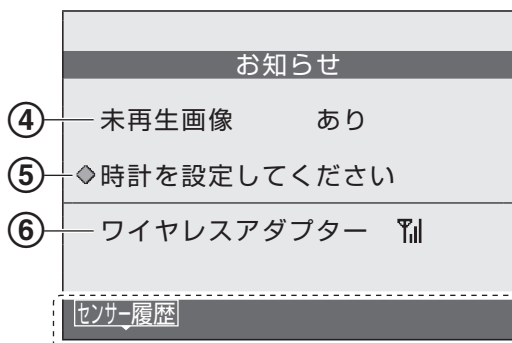 お知らせ
④ 未再生画像 あり
⑤ 時計を設定してください
⑥ ワイヤレスアダプター
センサー履歴